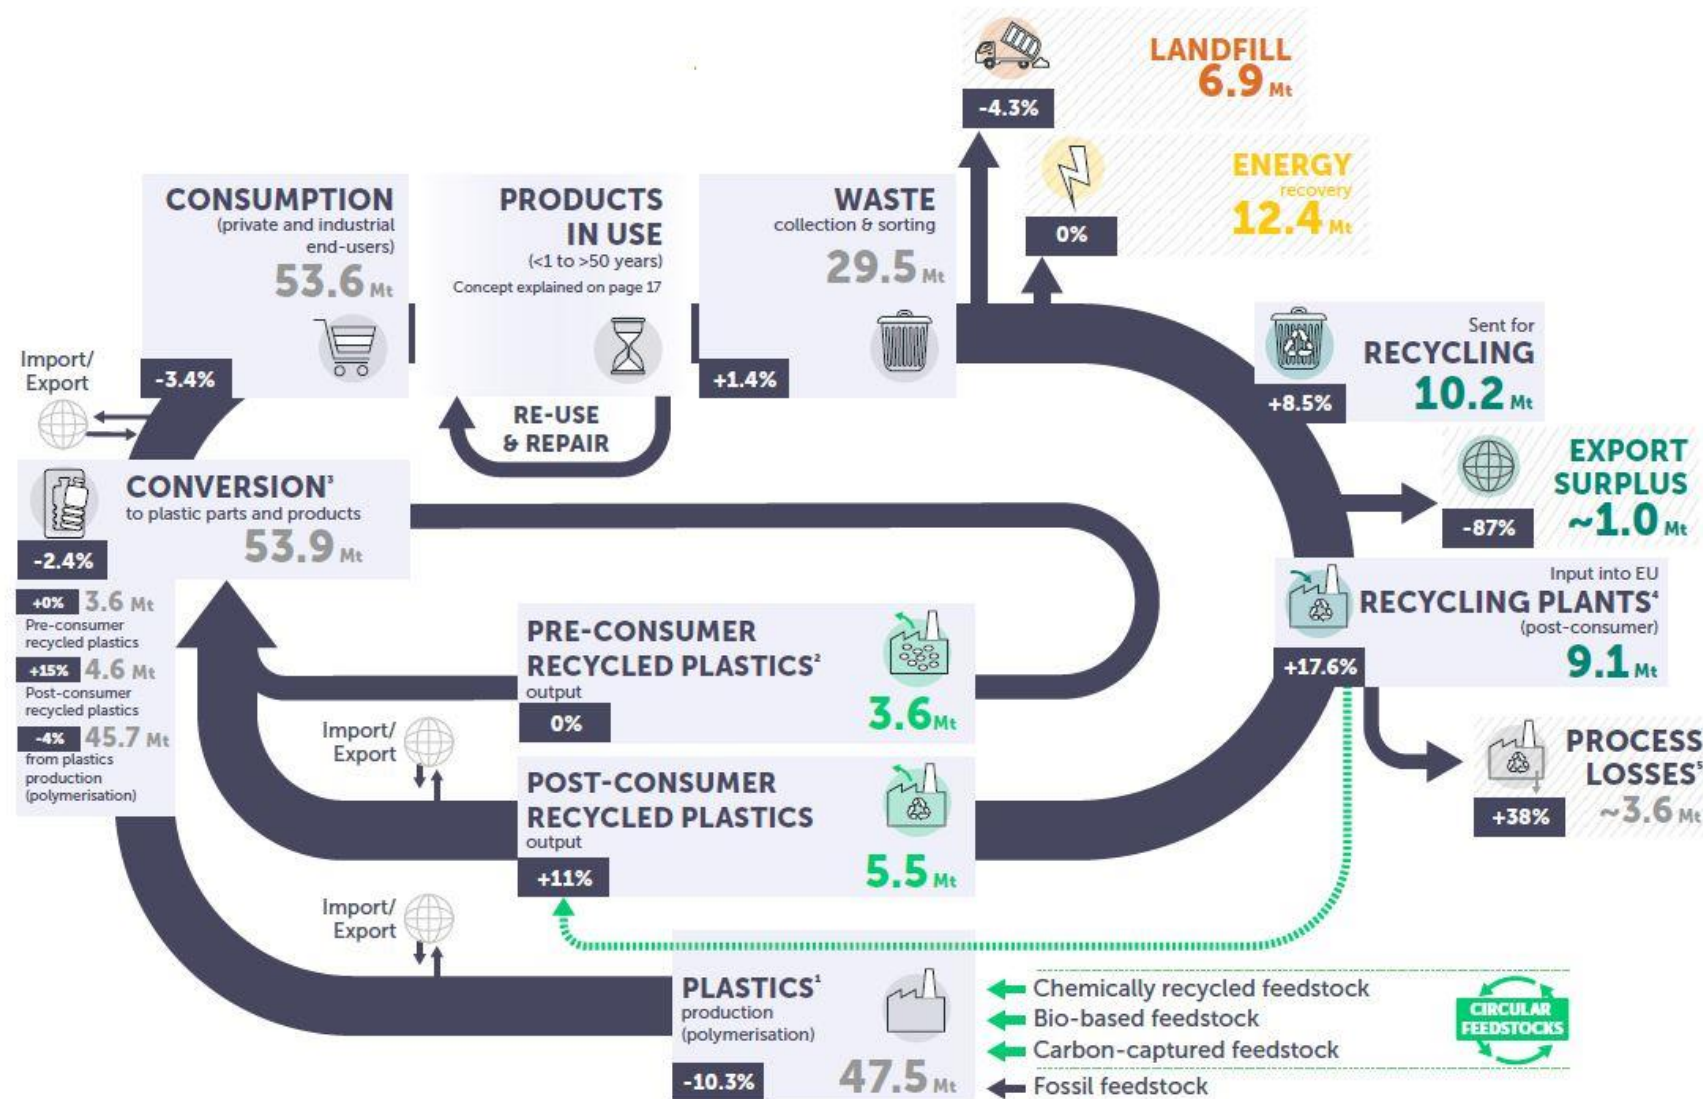 LANDFILL
6.9 Mt
-4.3%
ENERGY
recovery
12.4 Mt
0%
CONSUMPTION
(private and industrial
end-users)
53.6 Mt
-3.4%
PRODUCTS
IN USE
(<1 to >50 years)
Concept explained on page 17
RE-USE
& REPAIR
WASTE
collection & sorting
29.5 Mt
+1.4%
Sent for
RECYCLING
10.2 Mt
+8.5%
Import/
Export
EXPORT
SURPLUS
~1.0 Mt
-87%
CONVERSION³
to plastic parts and products
53.9 Mt
-2.4%
+0% 3.6 Mt
Pre-consumer
recycled plastics
+15% 4.6 Mt
Post-consumer
recycled plastics
-4% 45.7 Mt
from plastics
production
(polymerisation)
Input into EU
RECYCLING PLANTS⁴
(post-consumer)
9.1 Mt
+17.6%
PRE-CONSUMER
RECYCLED PLASTICS²
output
0%
3.6 Mt
Import/
Export
PROCESS
LOSSES⁵
~3.6 Mt
+38%
POST-CONSUMER
RECYCLED PLASTICS
output
+11%
5.5 Mt
Import/
Export
PLASTICS¹
production
(polymerisation)
-10.3%
47.5 Mt
Chemically recycled feedstock
Bio-based feedstock
Carbon-captured feedstock
Fossil feedstock
CIRCULAR
FEEDSTOCKS